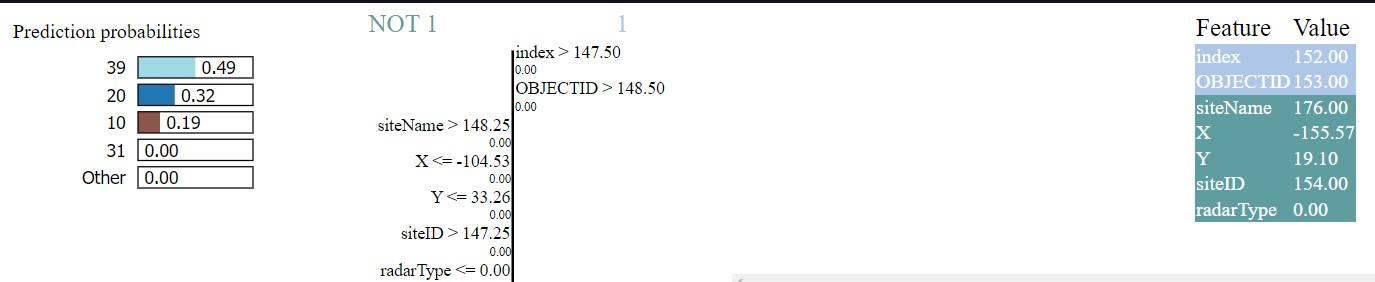 Prediction probabilities
39 0.49
20 0.32
10 0.19
31 0.00
Other 0.00
NOT 1 1
index > 147.50
0.00
OBJECTID > 148.50
0.00
siteName > 148.25
0.00
X <= -104.53
0.00
Y <= 33.26
0.00
siteID > 147.25
0.00
radarType <= 0.00
Feature Value
index 152.00
OBJECTID 153.00
siteName 176.00
X -155.57
Y 19.10
siteID 154.00
radarType 0.00